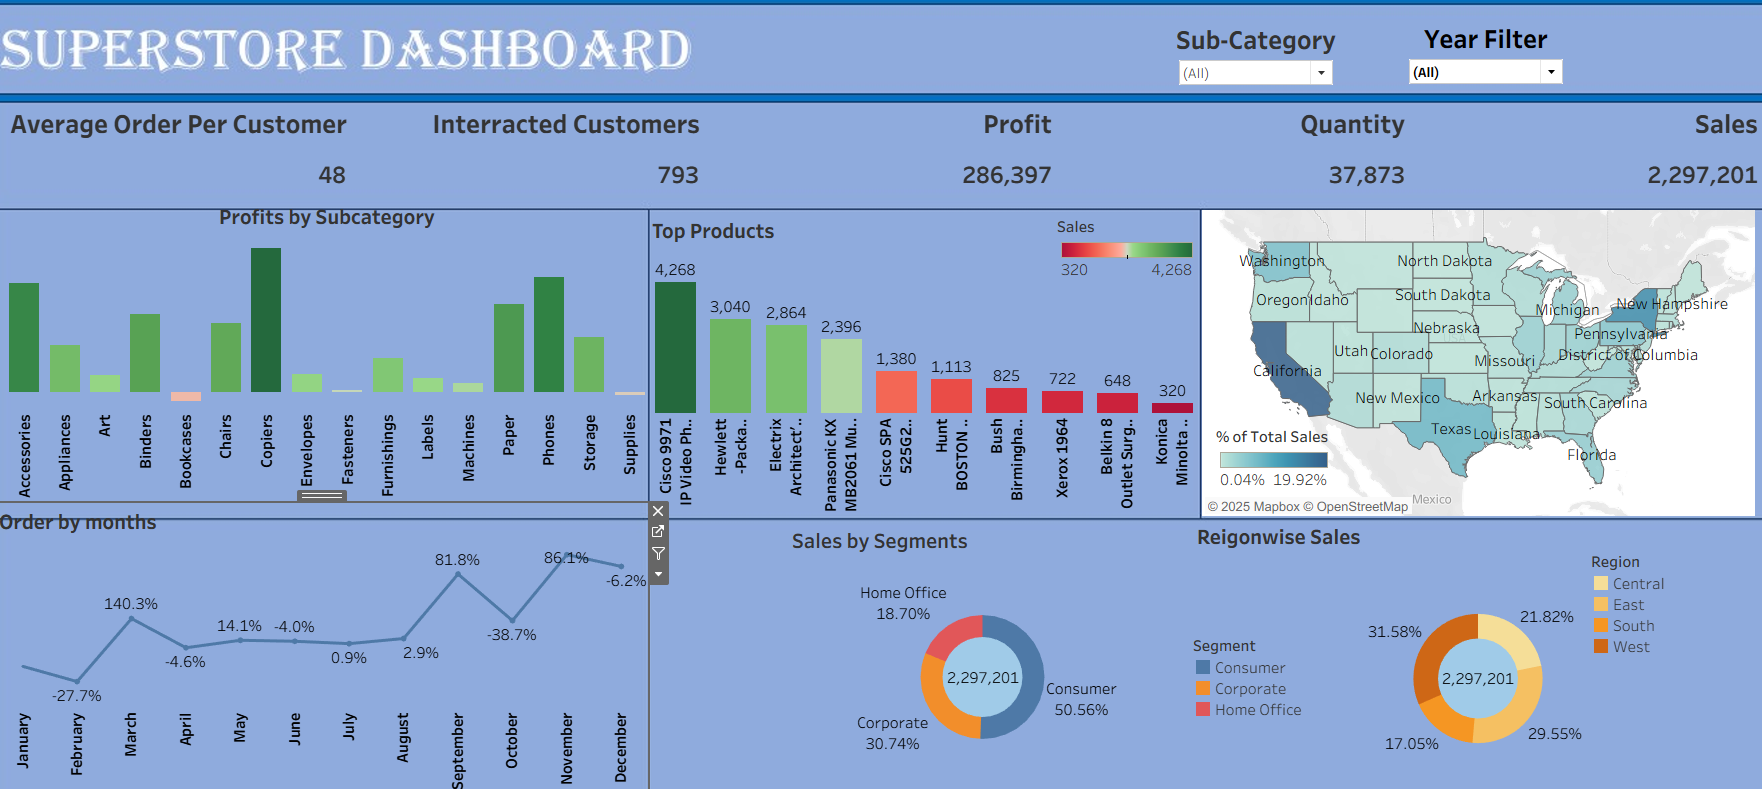 SUPERSTORE DASHBOARD
Sub-Category
(All)
Year Filter
(All)
Average Order Per Customer
48
Interracted Customers
793
Profit
286,397
Quantity
37,873
Sales
2,297,201
Profits by Subcategory
Accessories
Appliances
Art
Binders
Bookcases
Chairs
Copiers
Envelopes
Fasteners
Furnishings
Labels
Machines
Paper
Phones
Storage
Supplies
Top Products
Sales
320
4,268
4,268
3,040
2,864
2,396
1,380
1,113
825
722
648
320
Cisco 9971
IP Video Ph..
Hewlett
-Packa..
Electrix
Architect'..
Panasonic KX
MB2061 Mu..
Cisco SPA
525G2..
Hunt
BOSTON ..
Bush
Birmingha..
Xerox 1964
Belkin 8
Outlet Surg..
Konica
Minolta ..
Washington
North Dakota
Oregon
Idaho
South Dakota
Michigan
New Hampshire
Nebraska
USA
Pennsylvania
Utah
Colorado
Missouri
District of Columbia
California
New Mexico
Arkansas
South Carolina
Texas
Louisiana
Florida
% of Total Sales
0.04%
19.92%
Mexico
© 2025 Mapbox © OpenStreetMap
Order by months
-27.7%
140.3%
-4.6%
14.1%
-4.0%
0.9%
2.9%
81.8%
-38.7%
86.1%
-6.2%
January
February
March
April
May
June
July
August
September
October
November
December
Sales by Segments
Home Office
18.70%
2,297,201
Consumer
50.56%
Corporate
30.74%
Segment
Consumer
Corporate
Home Office
Reigonwise Sales
Region
Central
East
South
West
21.82%
31.58%
2,297,201
17.05%
29.55%